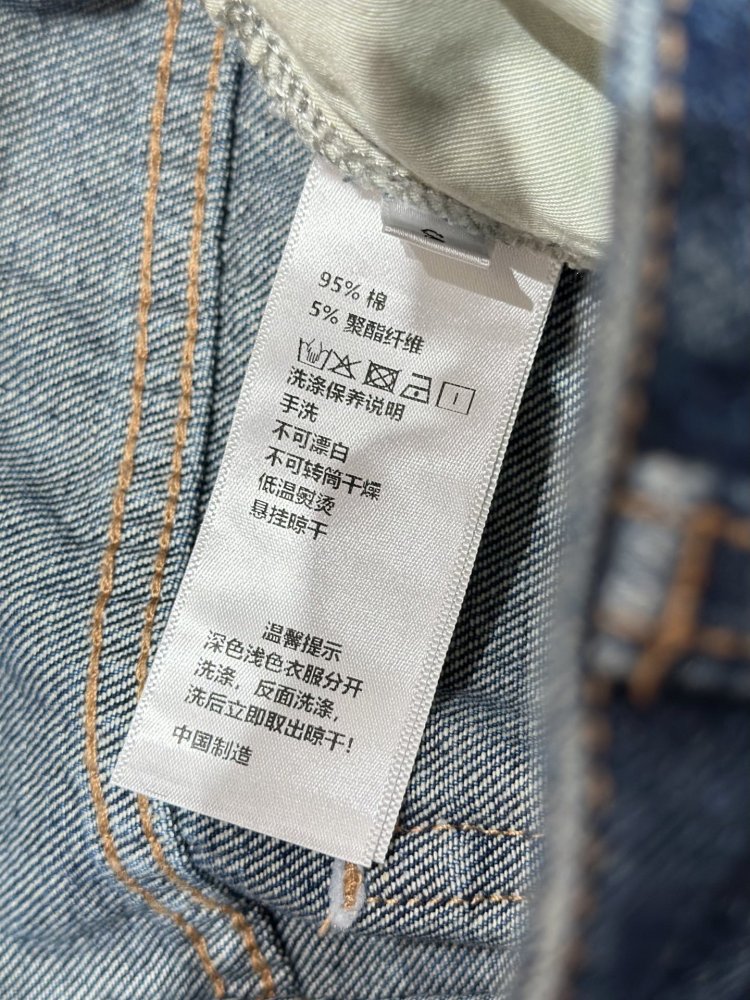 95% 棉
5% 聚酯纤维
洗涤保养说明
手洗
不可漂白
不可转筒干燥
低温熨烫
悬挂晾干
温馨提示
深色浅色衣服分开
洗涤，反面洗涤，
洗后立即取出晾干！
中国制造